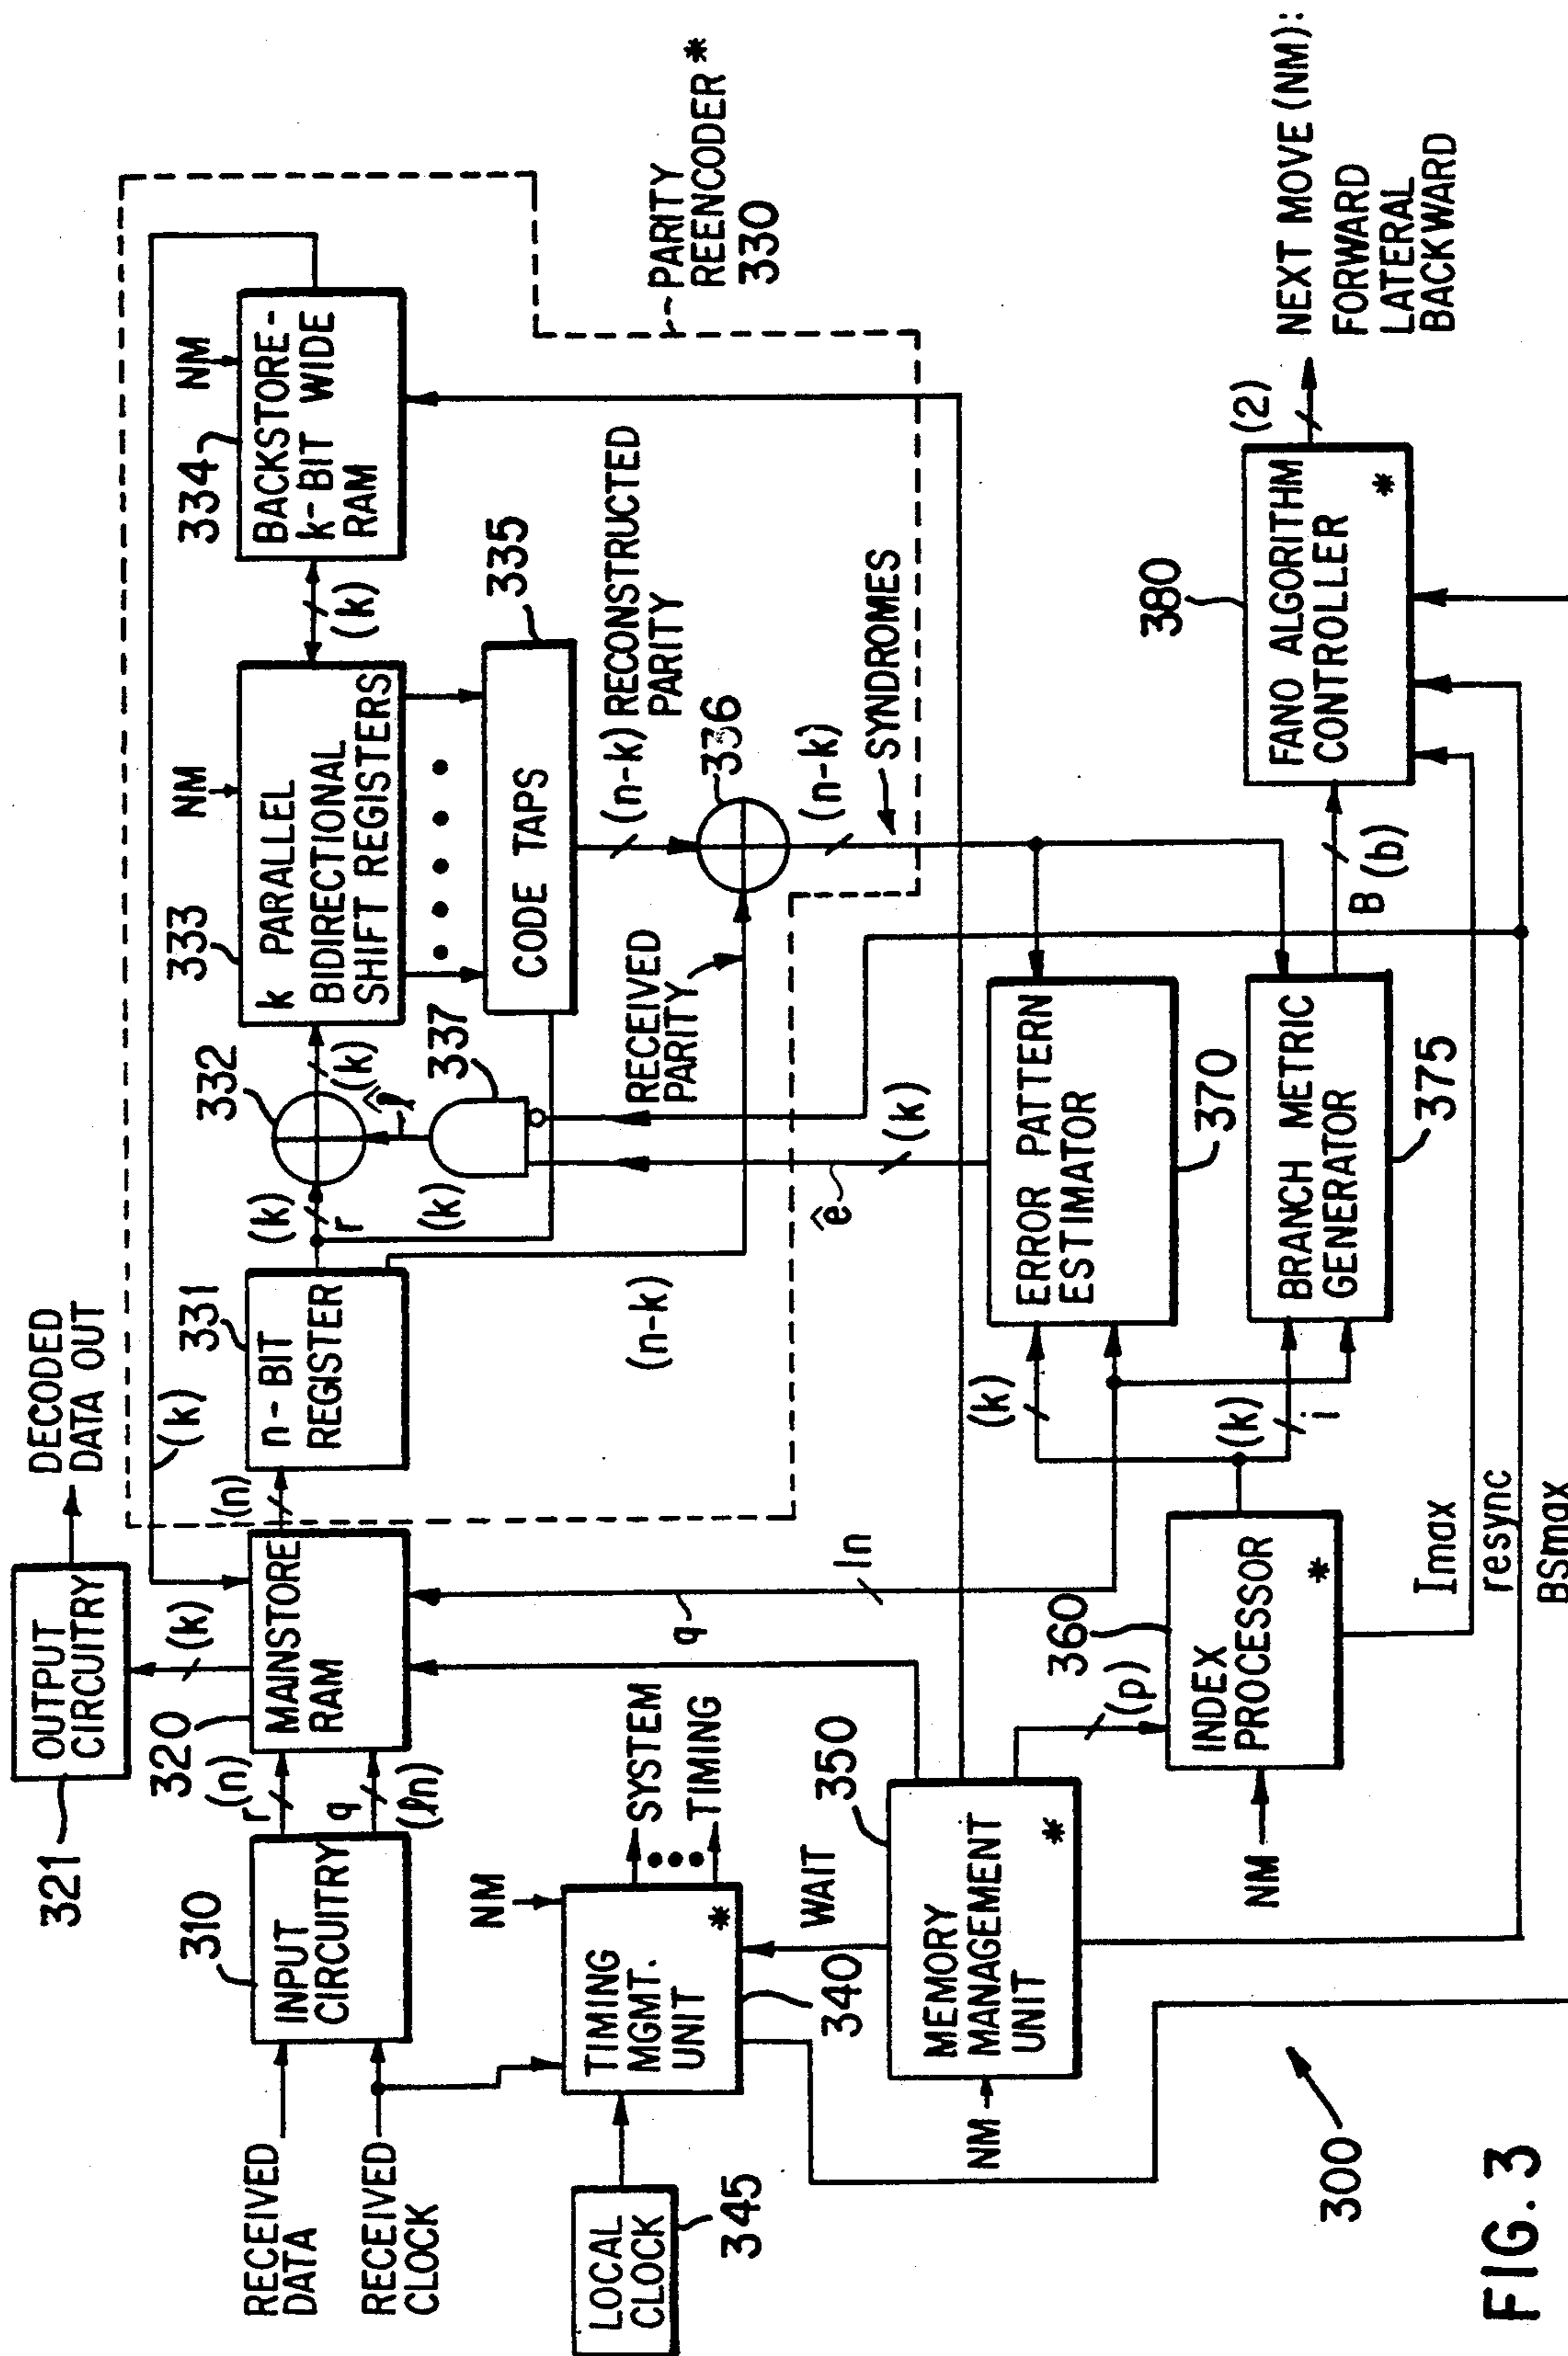 RECEIVED
DATA
RECEIVED
CLOCK
310
INPUT
CIRCUITRY
r
(n)
q
(ln)
321
OUTPUT
CIRCUITRY
DECODED
DATA OUT
(k)
(k)
320
MAINSTORE
RAM
(n)
331
n-BIT
REGISTER
(k)
r
332
(k)
ê
(k)
337
(n-k)
RECEIVED
PARITY
NM
333
k PARALLEL
BIDIRECTIONAL
SHIFT REGISTERS
(k)
NM
334
BACKSTORE-
k-BIT WIDE
RAM
335
CODE TAPS
(n-k) RECONSTRUCTED
PARITY
336
(n-k)
SYNDROMES
PARITY
REENCODER *
330
LOCAL
CLOCK
345
NM
TIMING
MGMT.
UNIT
*
340
SYSTEM
TIMING
WAIT
350
MEMORY
MANAGEMENT
UNIT
*
NM
q
ln
(p)
360
INDEX
PROCESSOR
*
NM
(k)
(k)
i
ê
(k)
ERROR PATTERN
ESTIMATOR
370
BRANCH METRIC
GENERATOR
375
B
(b)
380
FANO ALGORITHM
CONTROLLER
*
(2)
NEXT MOVE (NM):
FORWARD
LATERAL
BACKWARD
Imax
resync
BSmax
300
FIG. 3